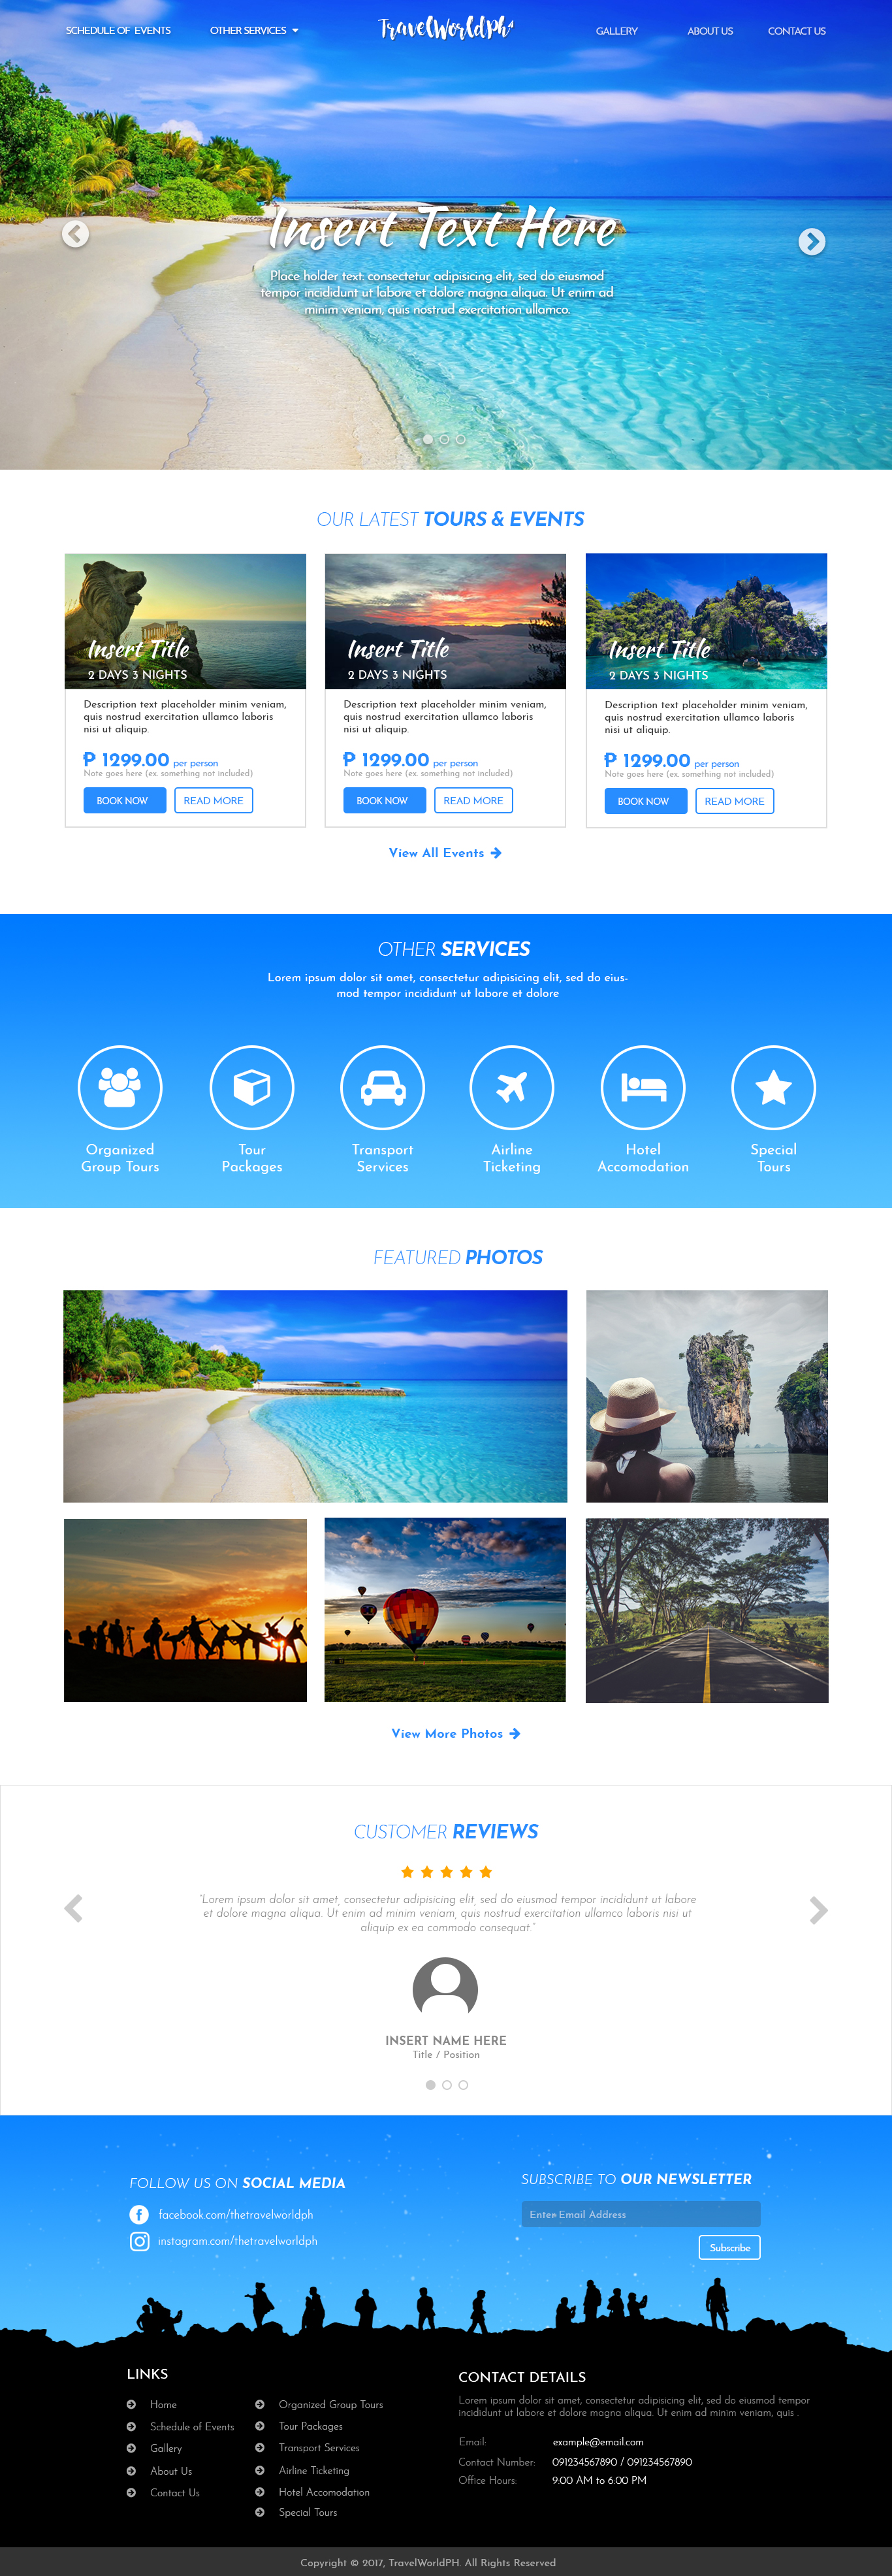 SCHEDULE OF EVENTS
OTHER SERVICES
TravelWorldPh
GALLERY
ABOUT US
CONTACT US
Insert Text Here
Place holder text: consectetur adipisicing elit, sed do eiusmod
tempor incididunt ut labore et dolore magna aliqua. Ut enim ad
minim veniam, quis nostrud exercitation ullamco.
OUR LATEST TOURS & EVENTS
Insert Title
2 DAYS 3 NIGHTS
Description text placeholder minim veniam,
quis nostrud exercitation ullamco laboris
nisi ut aliquip.
₱ 1299.00 per person
Note goes here (ex. something not included)
BOOK NOW
READ MORE
Insert Title
2 DAYS 3 NIGHTS
Description text placeholder minim veniam,
quis nostrud exercitation ullamco laboris
nisi ut aliquip.
₱ 1299.00 per person
Note goes here (ex. something not included)
BOOK NOW
READ MORE
Insert Title
2 DAYS 3 NIGHTS
Description text placeholder minim veniam,
quis nostrud exercitation ullamco laboris
nisi ut aliquip.
₱ 1299.00 per person
Note goes here (ex. something not included)
BOOK NOW
READ MORE
View All Events
OTHER SERVICES
Lorem ipsum dolor sit amet, consectetur adipisicing elit, sed do eius-
mod tempor incididunt ut labore et dolore
Organized
Group Tours
Tour
Packages
Transport
Services
Airline
Ticketing
Hotel
Accomodation
Special
Tours
FEATURED PHOTOS
View More Photos
CUSTOMER REVIEWS
"Lorem ipsum dolor sit amet, consectetur adipisicing elit, sed do eiusmod tempor incididunt ut labore
et dolore magna aliqua. Ut enim ad minim veniam, quis nostrud exercitation ullamco laboris nisi ut
aliquip ex ea commodo consequat."
INSERT NAME HERE
Title / Position
FOLLOW US ON SOCIAL MEDIA
facebook.com/thetravelworldph
instagram.com/thetravelworldph
SUBSCRIBE TO OUR NEWSLETTER
Enter Email Address
Subscribe
LINKS
Home
Schedule of Events
Gallery
About Us
Contact Us
Organized Group Tours
Tour Packages
Transport Services
Airline Ticketing
Hotel Accomodation
Special Tours
CONTACT DETAILS
Lorem ipsum dolor sit amet, consectetur adipisicing elit, sed do eiusmod tempor
incididunt ut labore et dolore magna aliqua. Ut enim ad minim veniam, quis .
Email: example@email.com
Contact Number: 091234567890 / 091234567890
Office Hours: 9:00 AM to 6:00 PM
Copyright © 2017, TravelWorldPH. All Rights Reserved